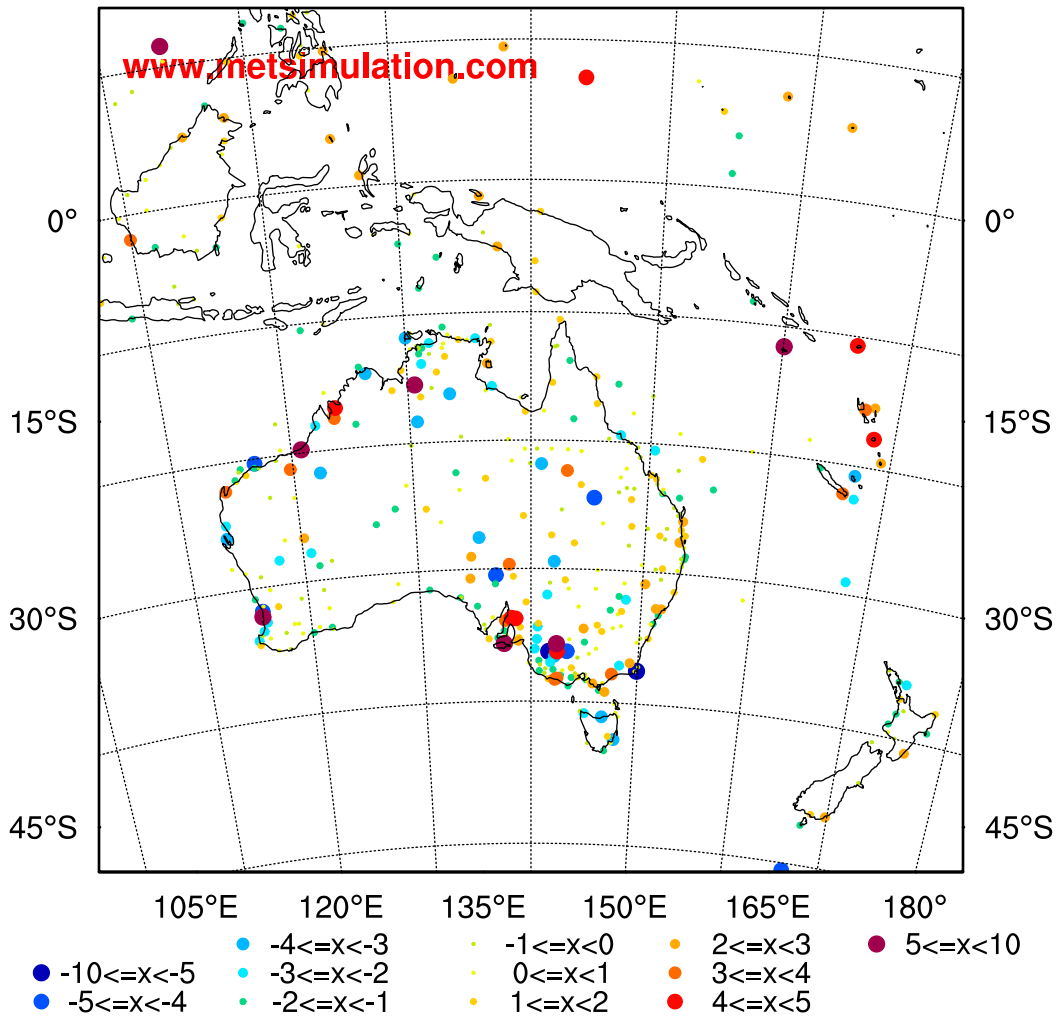 www.metsimulation.com
0° 0°
15°S 15°S
30°S 30°S
45°S 45°S
105°E 120°E 135°E 150°E 165°E 180°
-4<=x<-3 -1<=x<0 2<=x<3 5<=x<10
-10<=x<-5 -3<=x<-2 0<=x<1 3<=x<4
-5<=x<-4 -2<=x<-1 1<=x<2 4<=x<5